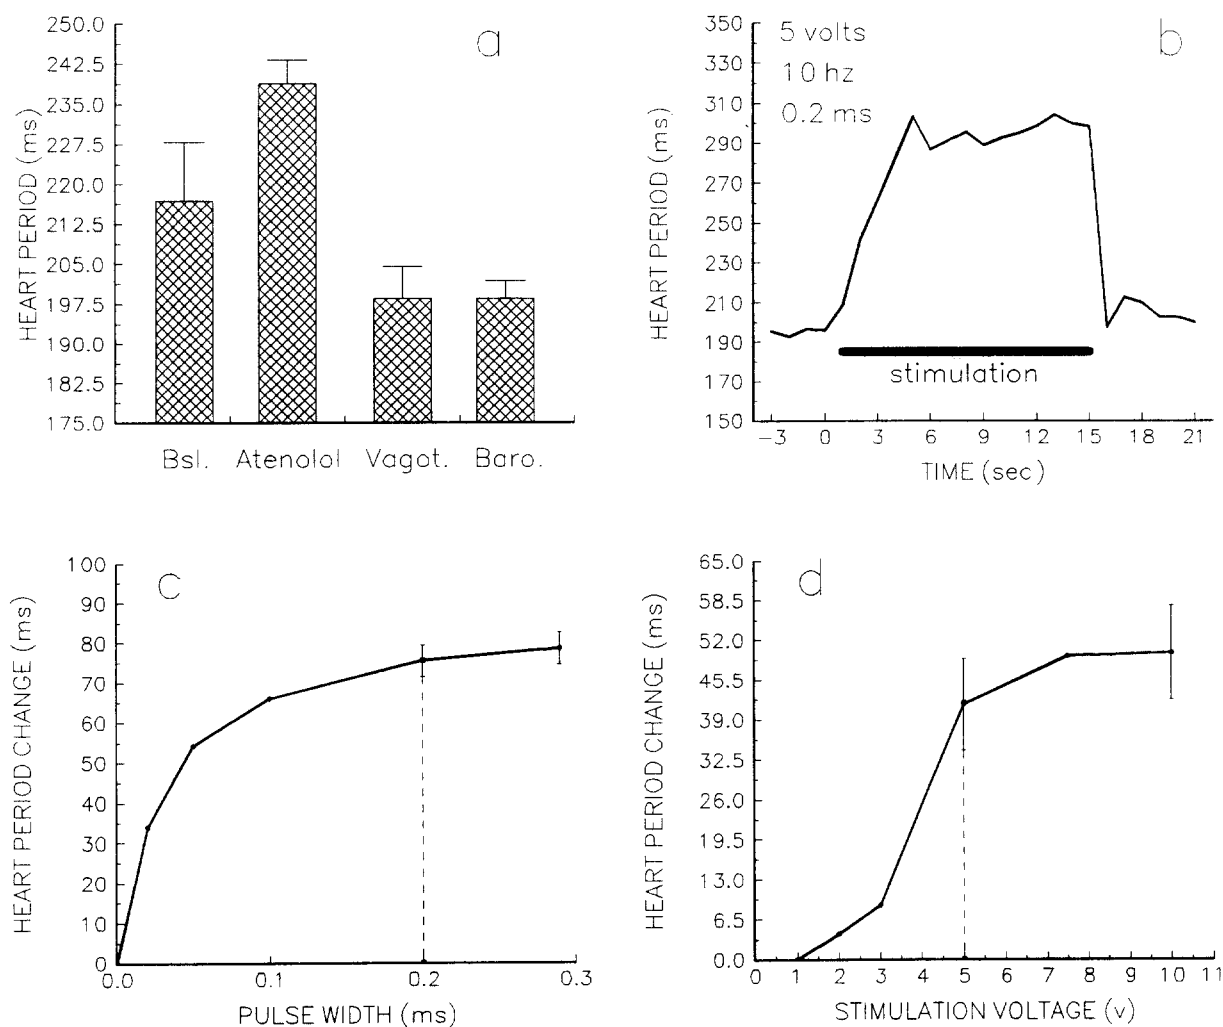 a
HEART PERIOD (ms)
250.0
242.5
235.0
227.5
220.0
212.5
205.0
197.5
190.0
182.5
175.0
Bsl. Atenolol Vagot. Baro.
b
5 volts
10 hz
0.2 ms
HEART PERIOD (ms)
350
330
310
290
270
250
230
210
190
170
150
stimulation
-3 0 3 6 9 12 15 18 21
TIME (sec)
c
HEART PERIOD CHANGE (ms)
100
90
80
70
60
50
40
30
20
10
0
0.0 0.1 0.2 0.3
PULSE WIDTH (ms)
d
HEART PERIOD CHANGE (ms)
65.0
58.5
52.0
45.5
39.0
32.5
26.0
19.5
13.0
6.5
0.0
0 1 2 3 4 5 6 7 8 9 10 11
STIMULATION VOLTAGE (v)